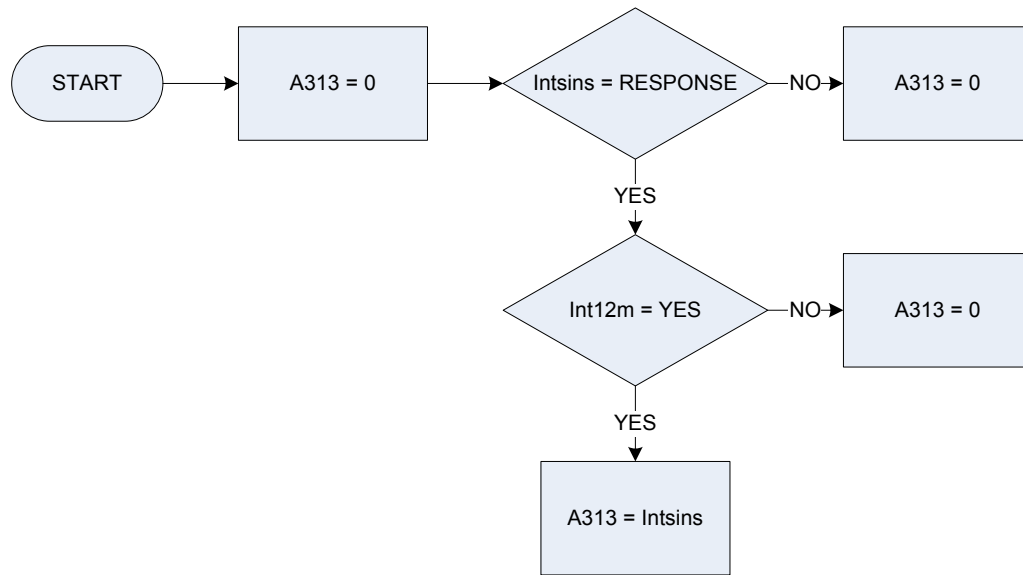 START
A313 = 0
Intsins = RESPONSE
NO
A313 = 0
YES
Int12m = YES
NO
A313 = 0
YES
A313 = Intsins